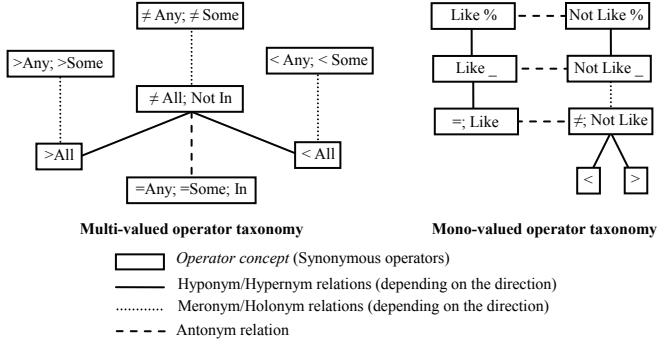 ≠ Any; ≠ Some
>Any; >Some
< Any; < Some
≠ All; Not In
>All
< All
=Any; =Some; In
Multi-valued operator taxonomy
Like %
Not Like %
Like _
Not Like _
=; Like
≠; Not Like
<
>
Mono-valued operator taxonomy
Operator concept (Synonymous operators)
Hyponym/Hypernym relations (depending on the direction)
Meronym/Holonym relations (depending on the direction)
Antonym relation